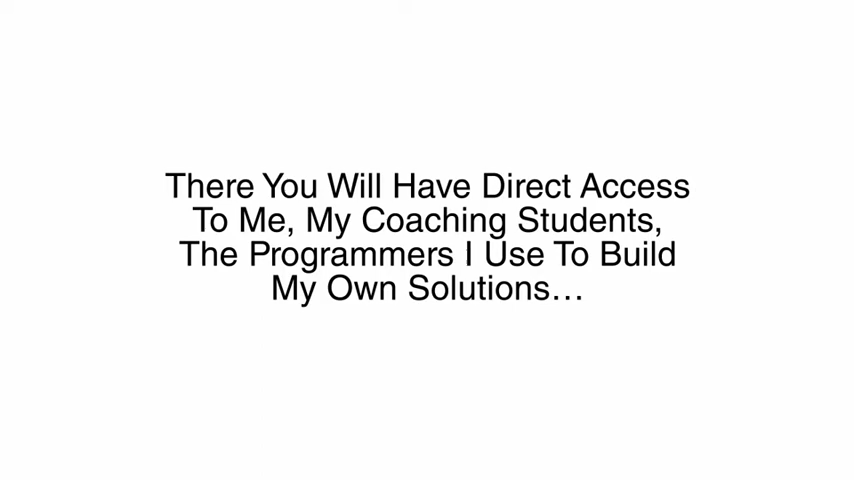 There You Will Have Direct Access
To Me, My Coaching Students,
The Programmers I Use To Build
My Own Solutions…